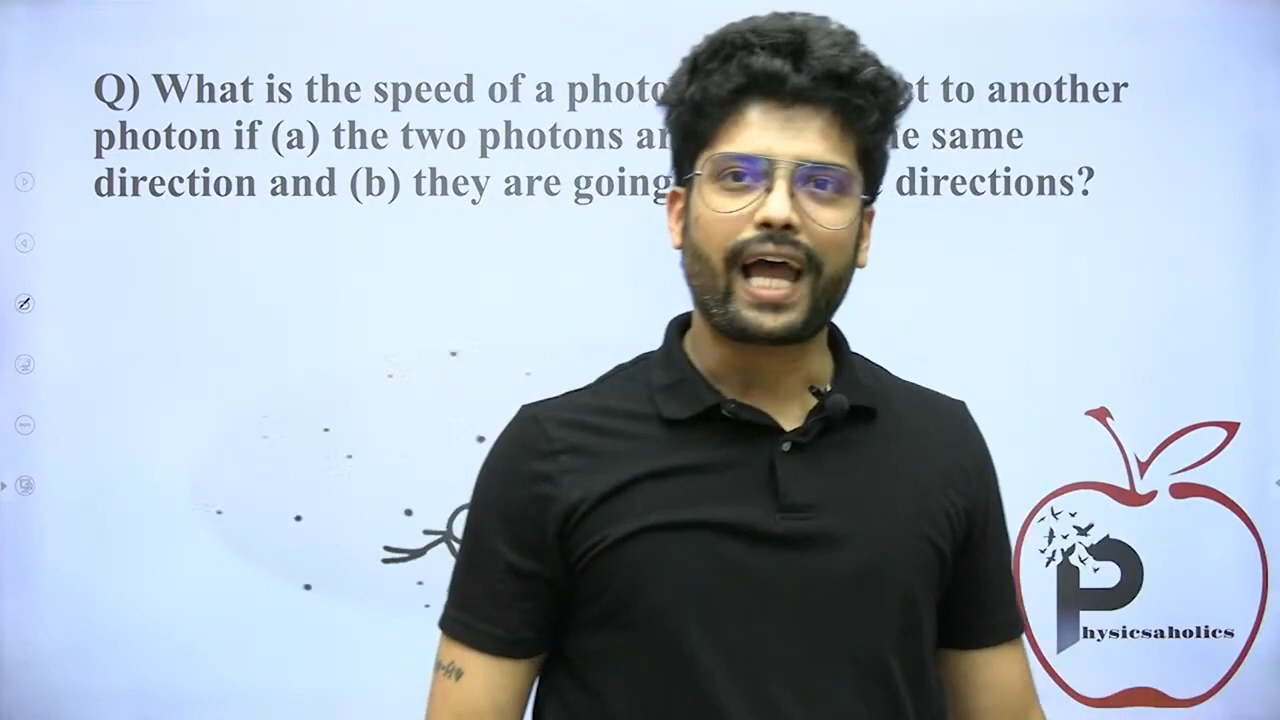 Q) What is the speed of a photo t to another
photon if (a) the two photons ar e same
direction and (b) they are going directions?
Physicsaholics